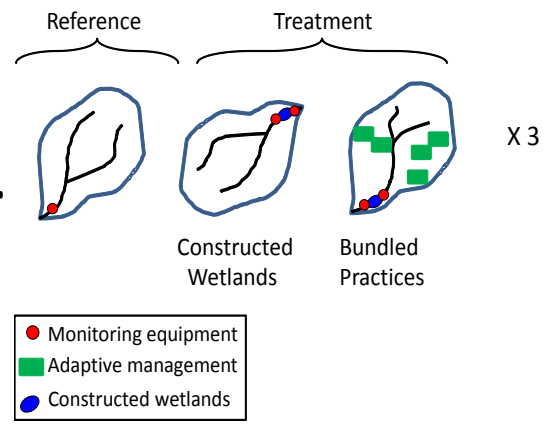 Reference
Treatment
X 3
Constructed
Wetlands
Bundled
Practices
Monitoring equipment
Adaptive management
Constructed wetlands